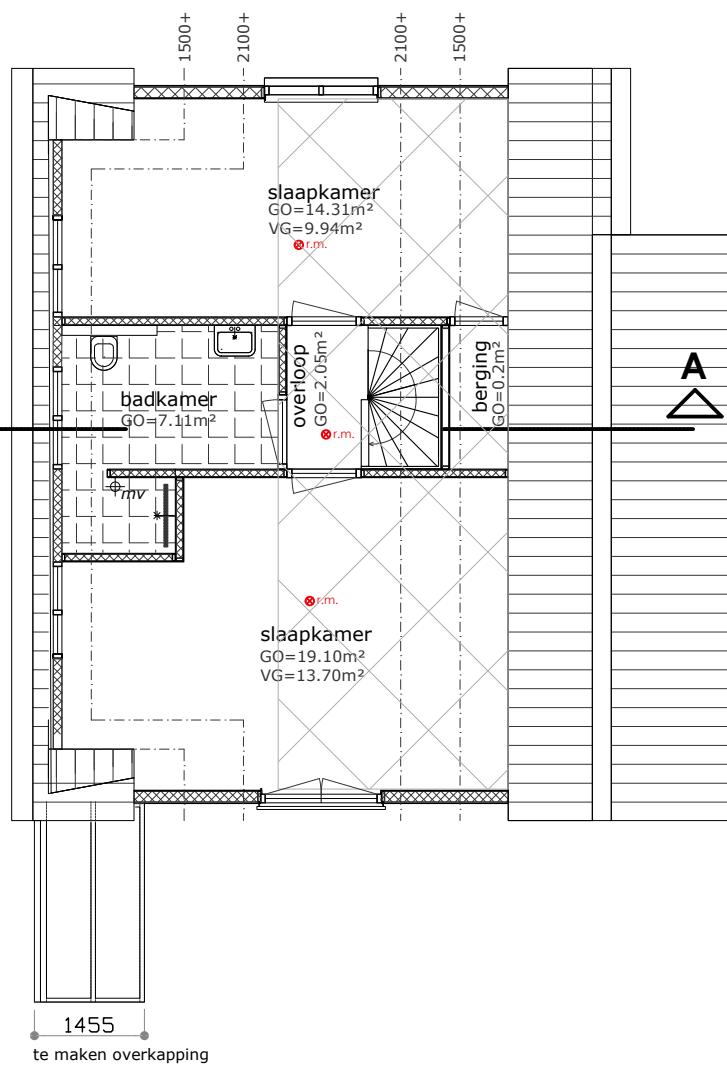 1500+
2100+
2100+
1500+
slaapkamer
GO=14.31m²
VG=9.94m²
r.m.
overloop
GO=2.05m²
berging
GO=0.2m²
badkamer
GO=7.11m²
A
r.m.
mv
r.m.
slaapkamer
GO=19.10m²
VG=13.70m²
1455
te maken overkapping